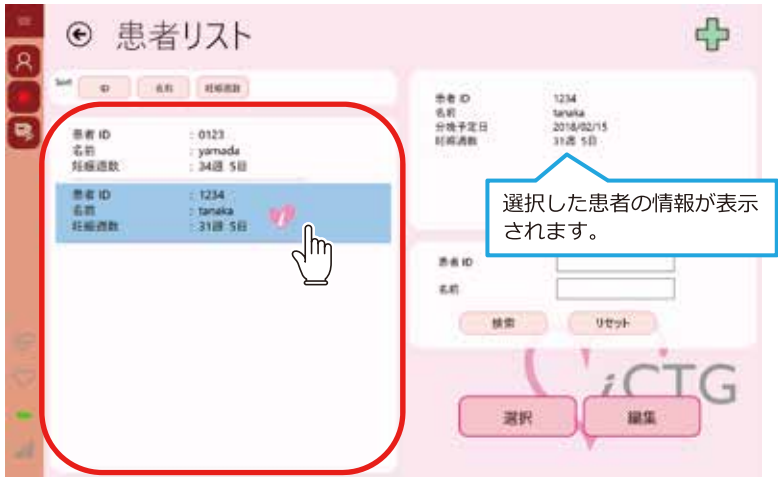 患者リスト
Sort ID 名前 妊娠週数
患者 ID : 0123
名前 : yamada
妊娠週数 : 34週 5日
患者 ID : 1234
名前 : tanaka
妊娠週数 : 31週 5日
患者 ID 1234
名前 tanaka
分娩予定日 2018/02/15
妊娠週数 31週 5日
選択した患者の情報が表示
されます。
患者 ID
名前
検索 リセット
iCTG
選択 編集